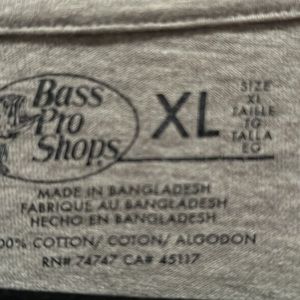 Bass
Pro
Shops
XL
SIZE
XL
TAILLE
TG
TALLA
EG
MADE IN BANGLADESH
FABRIQUE AU BANGLADESH
HECHO EN BANGLADESH
00% COTTON/ COTON/ ALGODON
RN# 74747 CA# 45117